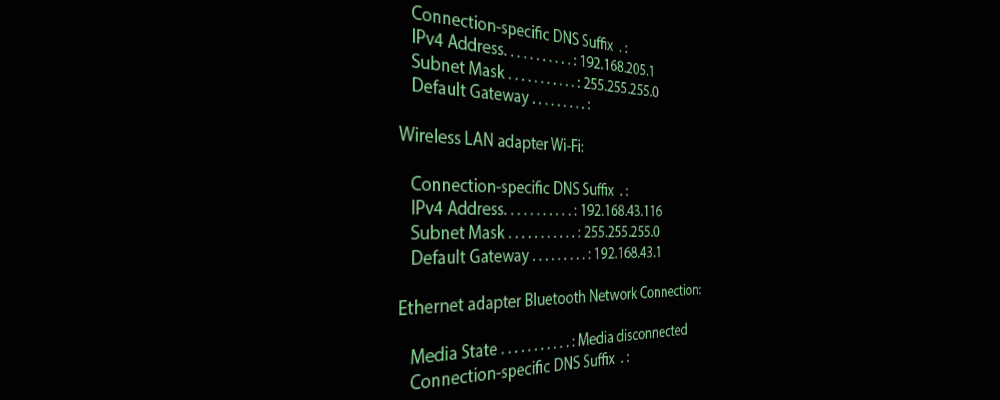 Connection-specific DNS Suffix . :
IPv4 Address. . . . . . . . . . . : 192.168.205.1
Subnet Mask . . . . . . . . . . . : 255.255.255.0
Default Gateway . . . . . . . . . :
Wireless LAN adapter Wi-Fi:
Connection-specific DNS Suffix . :
IPv4 Address. . . . . . . . . . . : 192.168.43.116
Subnet Mask . . . . . . . . . . . : 255.255.255.0
Default Gateway . . . . . . . . . : 192.168.43.1
Ethernet adapter Bluetooth Network Connection:
Media State . . . . . . . . . . . : Media disconnected
Connection-specific DNS Suffix . :